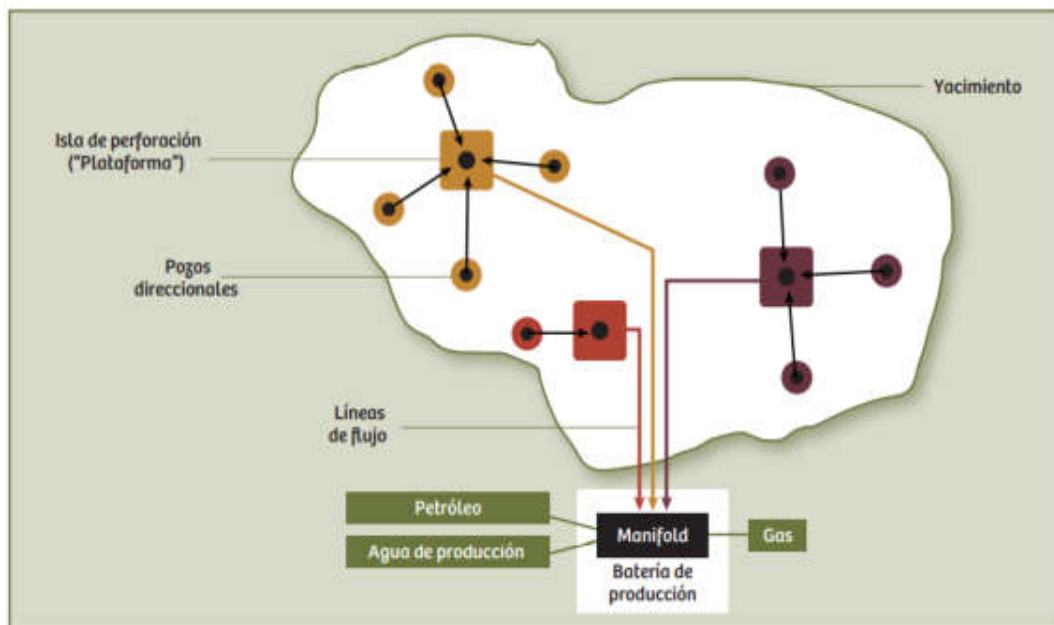 Yacimiento
Isla de perforación
("Plataforma")
Pozos
direccionales
Líneas
de flujo
Petróleo
Agua de producción
Manifold
Gas
Batería de
producción